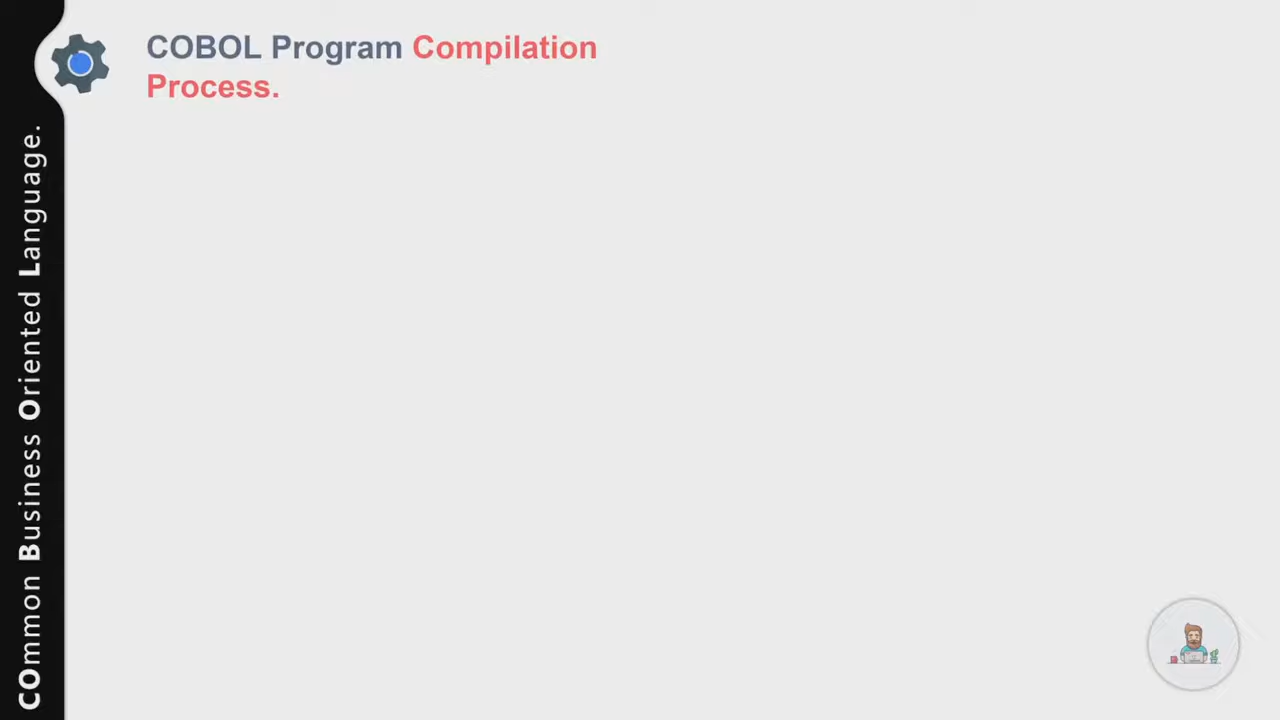 COBOL Program Compilation
Process.
COmmon Business Oriented Language.